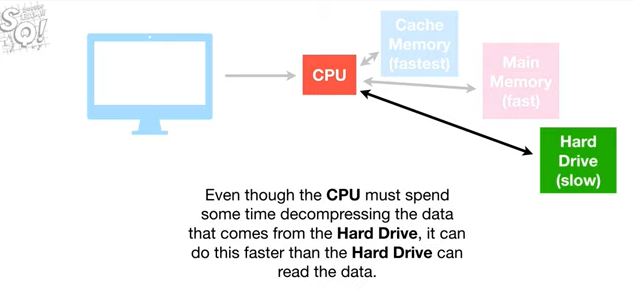 Cache
Memory
(fastest)
CPU
Main
Memory
(fast)
Hard
Drive
(slow)
Even though the CPU must spend
some time decompressing the data
that comes from the Hard Drive, it can
do this faster than the Hard Drive can
read the data.